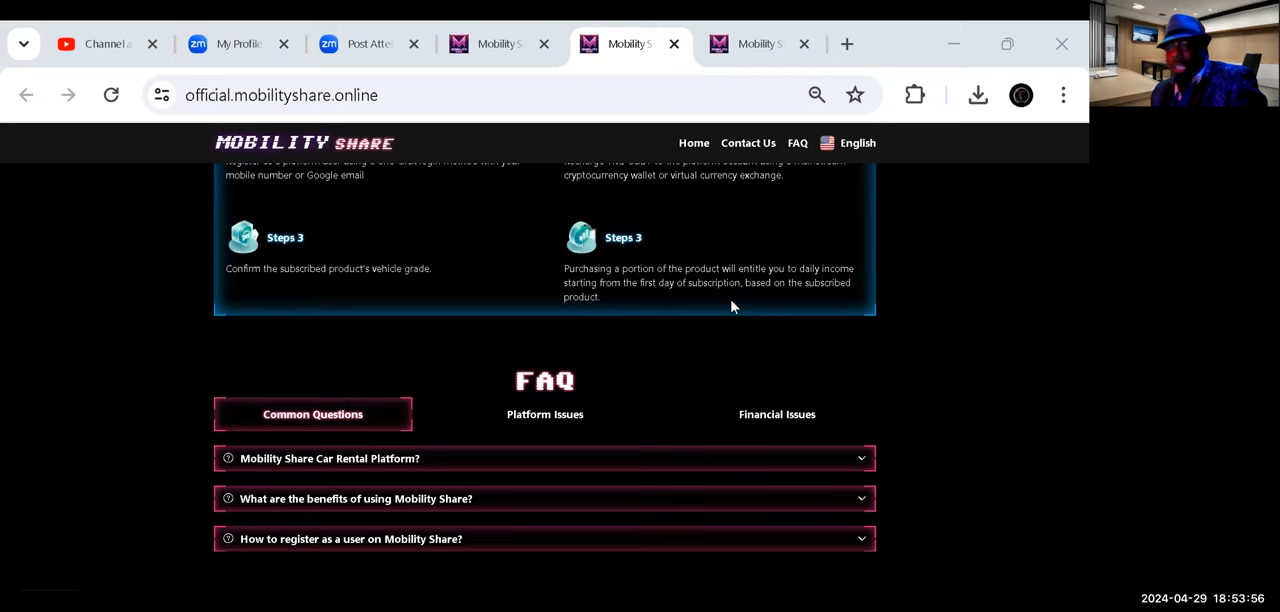 Channel a
My Profile
Post Atte
Mobility S
Mobility S
Mobility S
official.mobilityshare.online
MOBILITY SHARE
Home
Contact Us
FAQ
English
mobile number or Google email
cryptocurrency wallet or virtual currency exchange.
Steps 3
Steps 3
Confirm the subscribed product's vehicle grade.
Purchasing a portion of the product will entitle you to daily income
starting from the first day of subscription, based on the subscribed
product.
FAQ
Common Questions
Platform Issues
Financial Issues
Mobility Share Car Rental Platform?
What are the benefits of using Mobility Share?
How to register as a user on Mobility Share?
2024-04-29 18:53:56